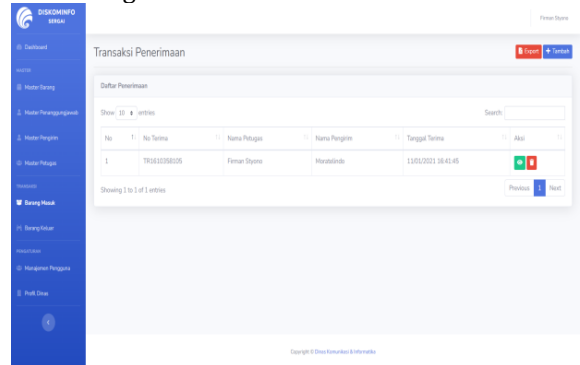 DISKOMINFO
SERGAI
Firman Styono
Dashboard
Transaksi Penerimaan
Export
+ Tambah
MASTER
Master Barang
Daftar Penerimaan
Master Penanggungjawab
Show 10 entries
Search:
Master Pengirim
No
No Terima
Nama Petugas
Nama Pengirim
Tanggal Terima
Aksi
Master Petugas
1
TR1610358105
Firman Styono
Moratelindo
11/01/2021 16:41:45
TRANSAKSI
Showing 1 to 1 of 1 entries
Previous 1 Next
Barang Masuk
Barang Keluar
PENGATURAN
Manajemen Pengguna
Profil Dinas
Copyright © Dinas Komunikasi & Informatika